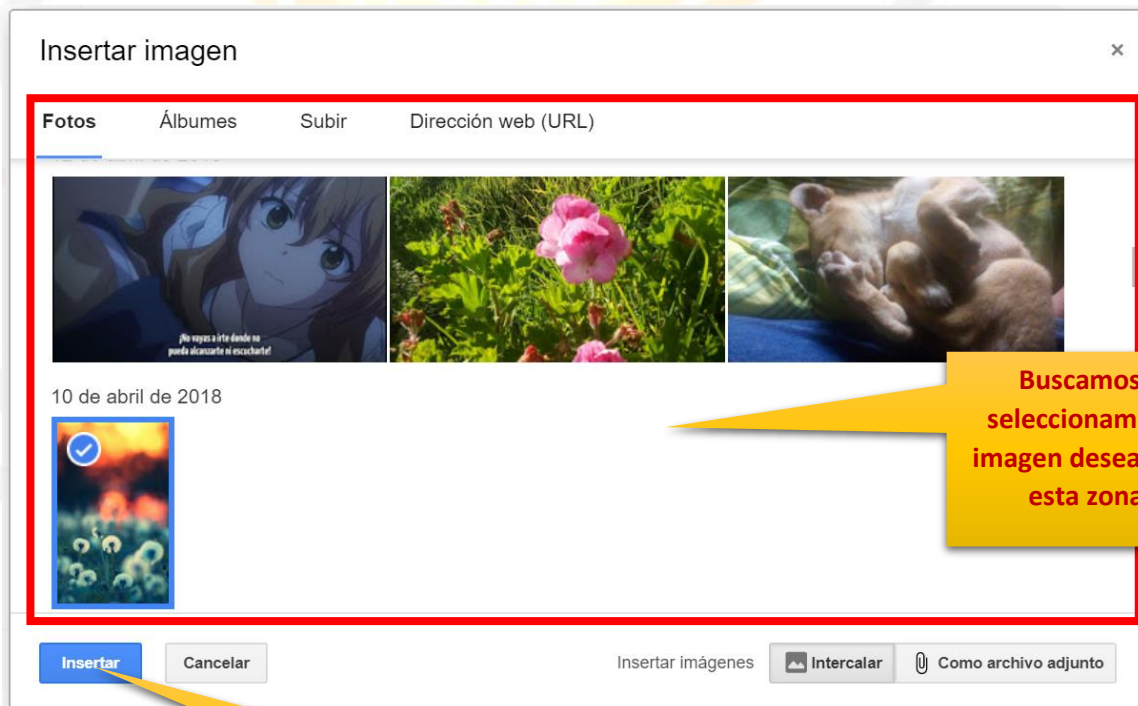 Insertar imagen
Fotos Álbumes Subir Dirección web (URL)
¡No vayas a irte donde no
pueda alcanzarte ni escucharte!
10 de abril de 2018
Buscamos
seleccionam
imagen desea
esta zona
Insertar Cancelar Insertar imágenes Intercalar Como archivo adjunto